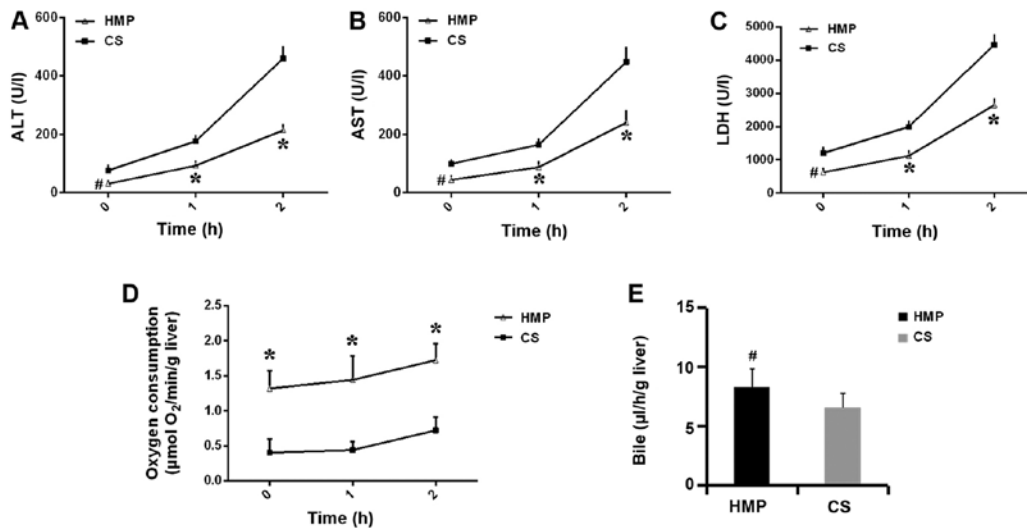 A
HMP
CS
ALT (U/l)
600
400
200
0
#
*
*
0
1
2
Time (h)
B
HMP
CS
AST (U/l)
600
400
200
0
#
*
*
0
1
2
Time (h)
C
HMP
CS
LDH (U/l)
5000
4000
3000
2000
1000
0
#
*
*
0
1
2
Time (h)
D
HMP
CS
Oxygen consumption
(μmol O₂/min/g liver)
2.5
2.0
1.5
1.0
0.5
0.0
*
*
*
0
1
2
Time (h)
E
HMP
CS
Bile (μl/h/g liver)
15
10
5
0
#
HMP
CS